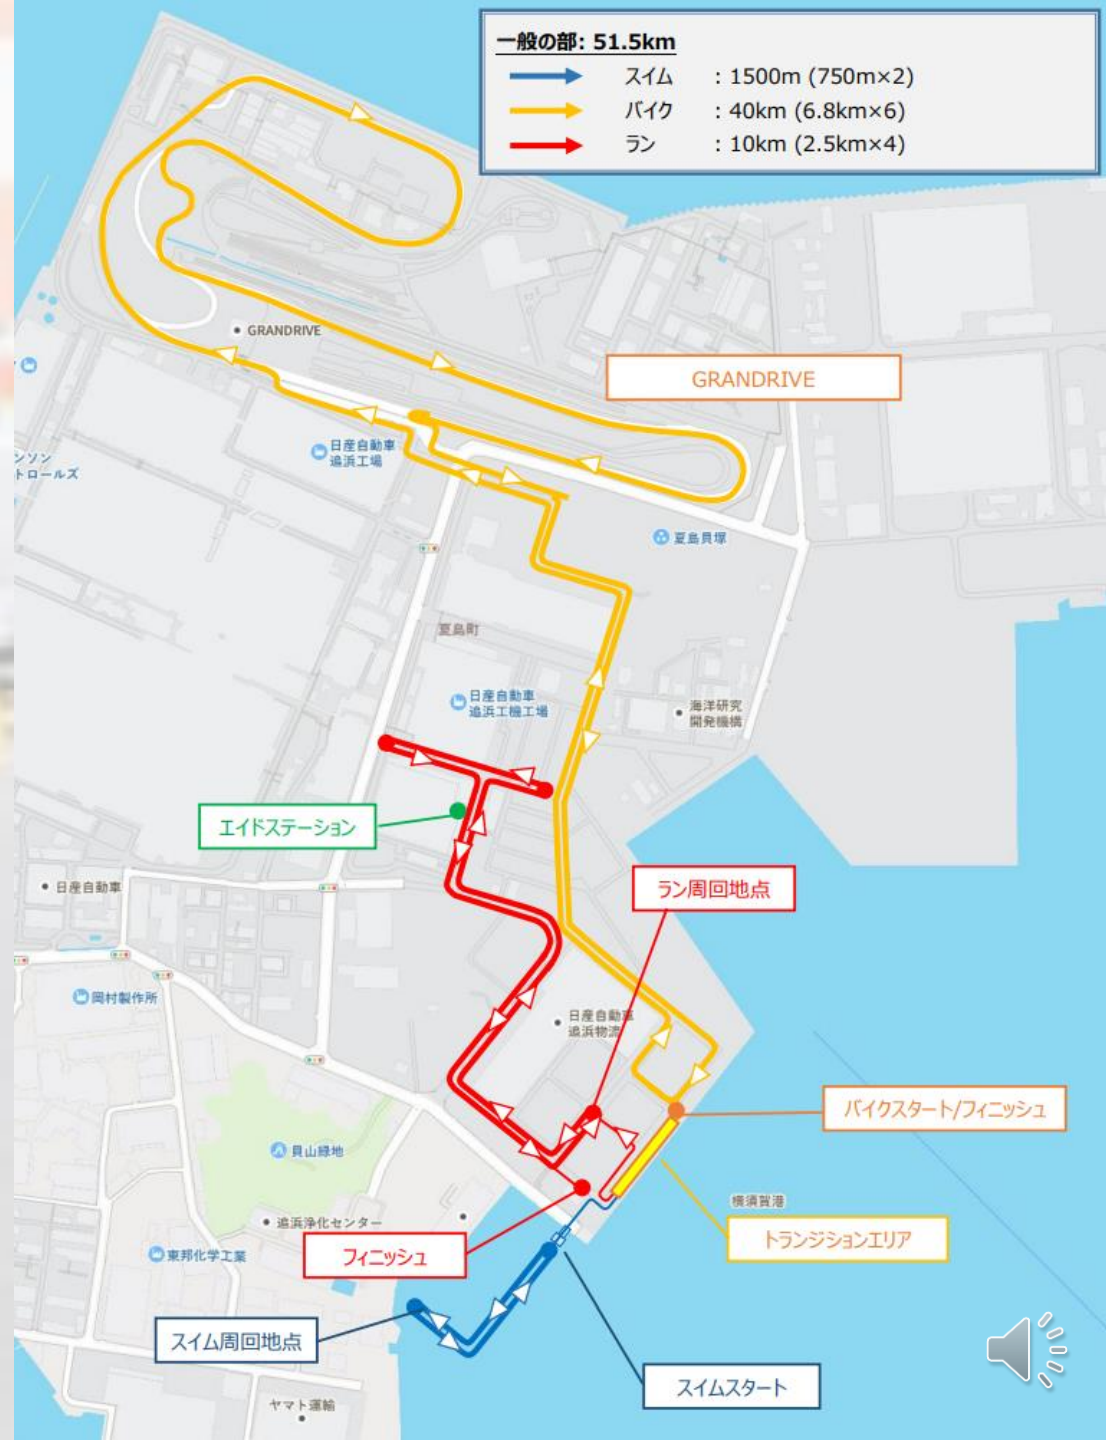 一般の部: 51.5km
スイム : 1500m (750m×2)
バイク : 40km (6.8km×6)
ラン : 10km (2.5km×4)
GRANDRIVE
GRANDRIVE
日産自動車
追浜工場
ンソン
トロールズ
夏島貝塚
夏島町
日産自動車
追浜工機工場
海洋研究
開発機構
エイドステーション
日産自動車
ラン周回地点
岡村製作所
日産自動車
追浜物流
バイクスタート/フィニッシュ
貝山緑地
横須賀港
追浜浄化センター
トランジションエリア
フィニッシュ
東邦化学工業
スイム周回地点
スイムスタート
ヤマト運輸